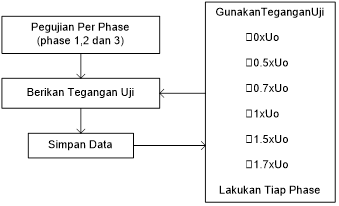 Pegujian Per Phase
(phase 1,2 dan 3)
Berikan Tegangan Uji
Simpan Data
GunakanTeganganUji
□0xUo
□0.5xUo
□0.7xUo
□1xUo
□1.5xUo
□1.7xUo
Lakukan Tiap Phase